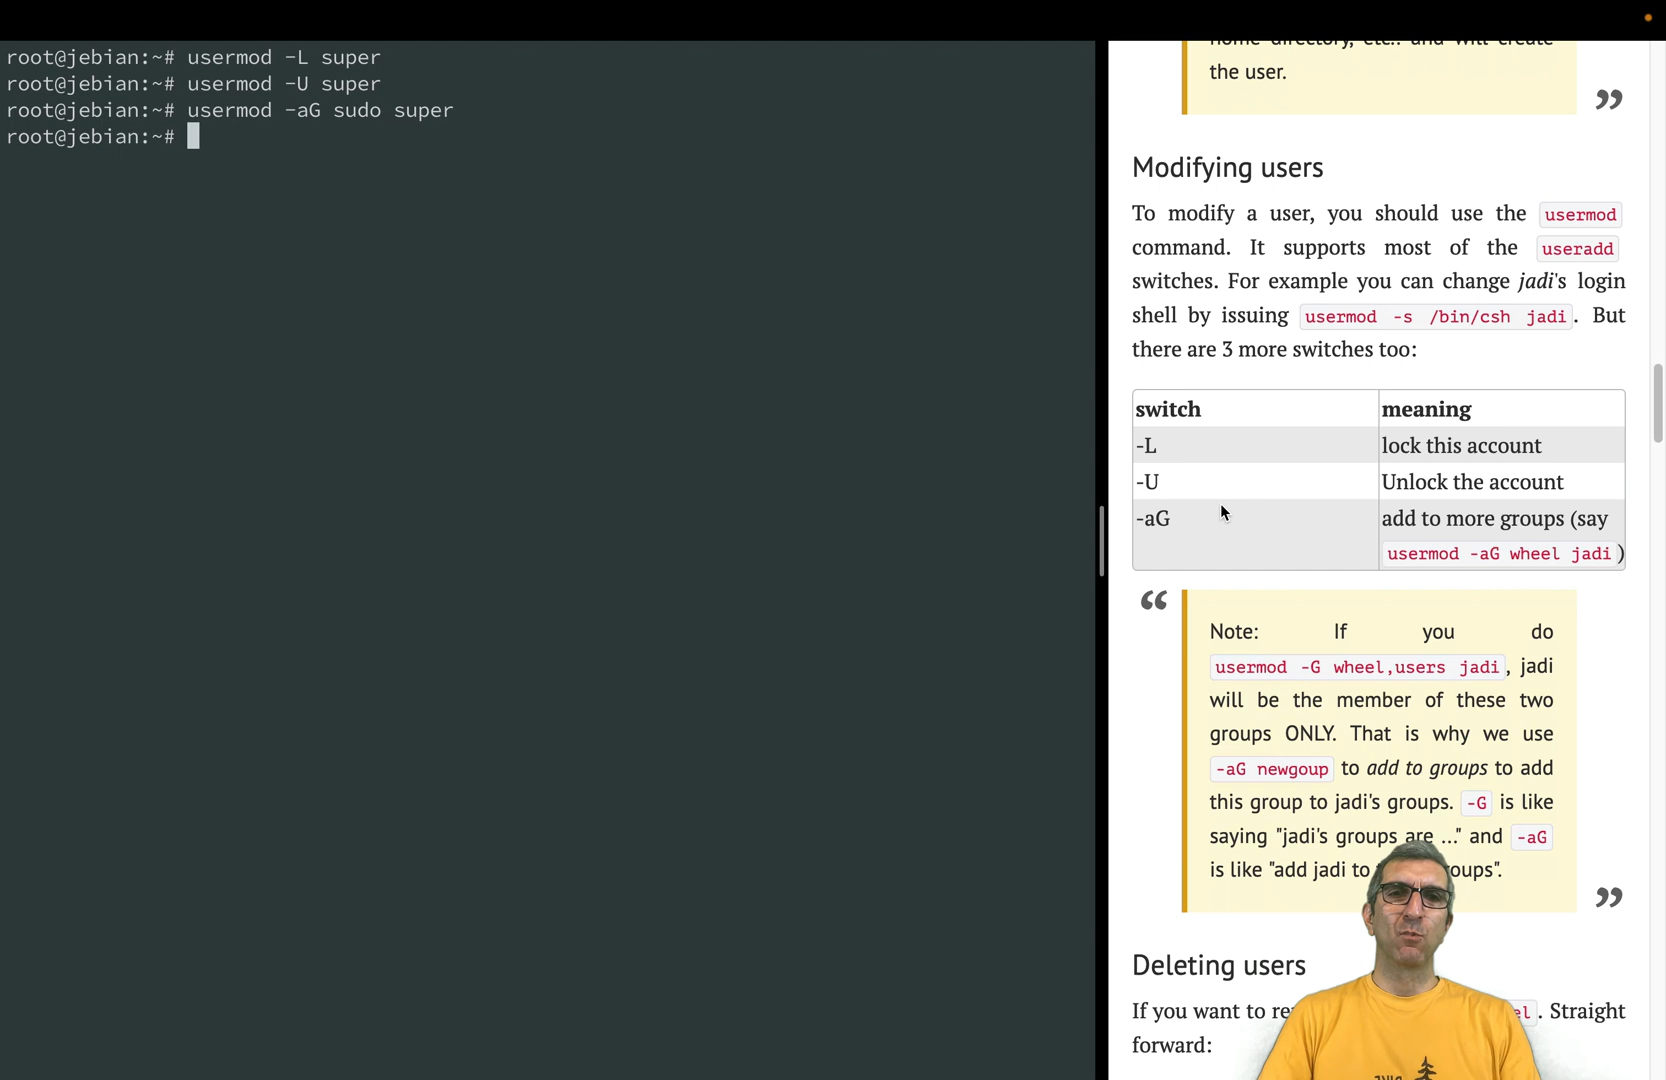 root@jebian:~# usermod -L super
root@jebian:~# usermod -U super
root@jebian:~# usermod -aG sudo super
root@jebian:~#
the user.
”
Modifying users
To modify a user, you should use the usermod
command. It supports most of the useradd
switches. For example you can change jadi's login
shell by issuing usermod -s /bin/csh jadi. But
there are 3 more switches too:
switch meaning
-L lock this account
-U Unlock the account
-aG add to more groups (say
usermod -aG wheel jadi)
“
Note: If you do
usermod -G wheel,users jadi, jadi
will be the member of these two
groups ONLY. That is why we use
-aG newgoup to add to groups to add
this group to jadi's groups. -G is like
saying "jadi's groups are ..." and -aG
is like "add jadi to oups".
”
Deleting users
If you want to el. Straight
forward: